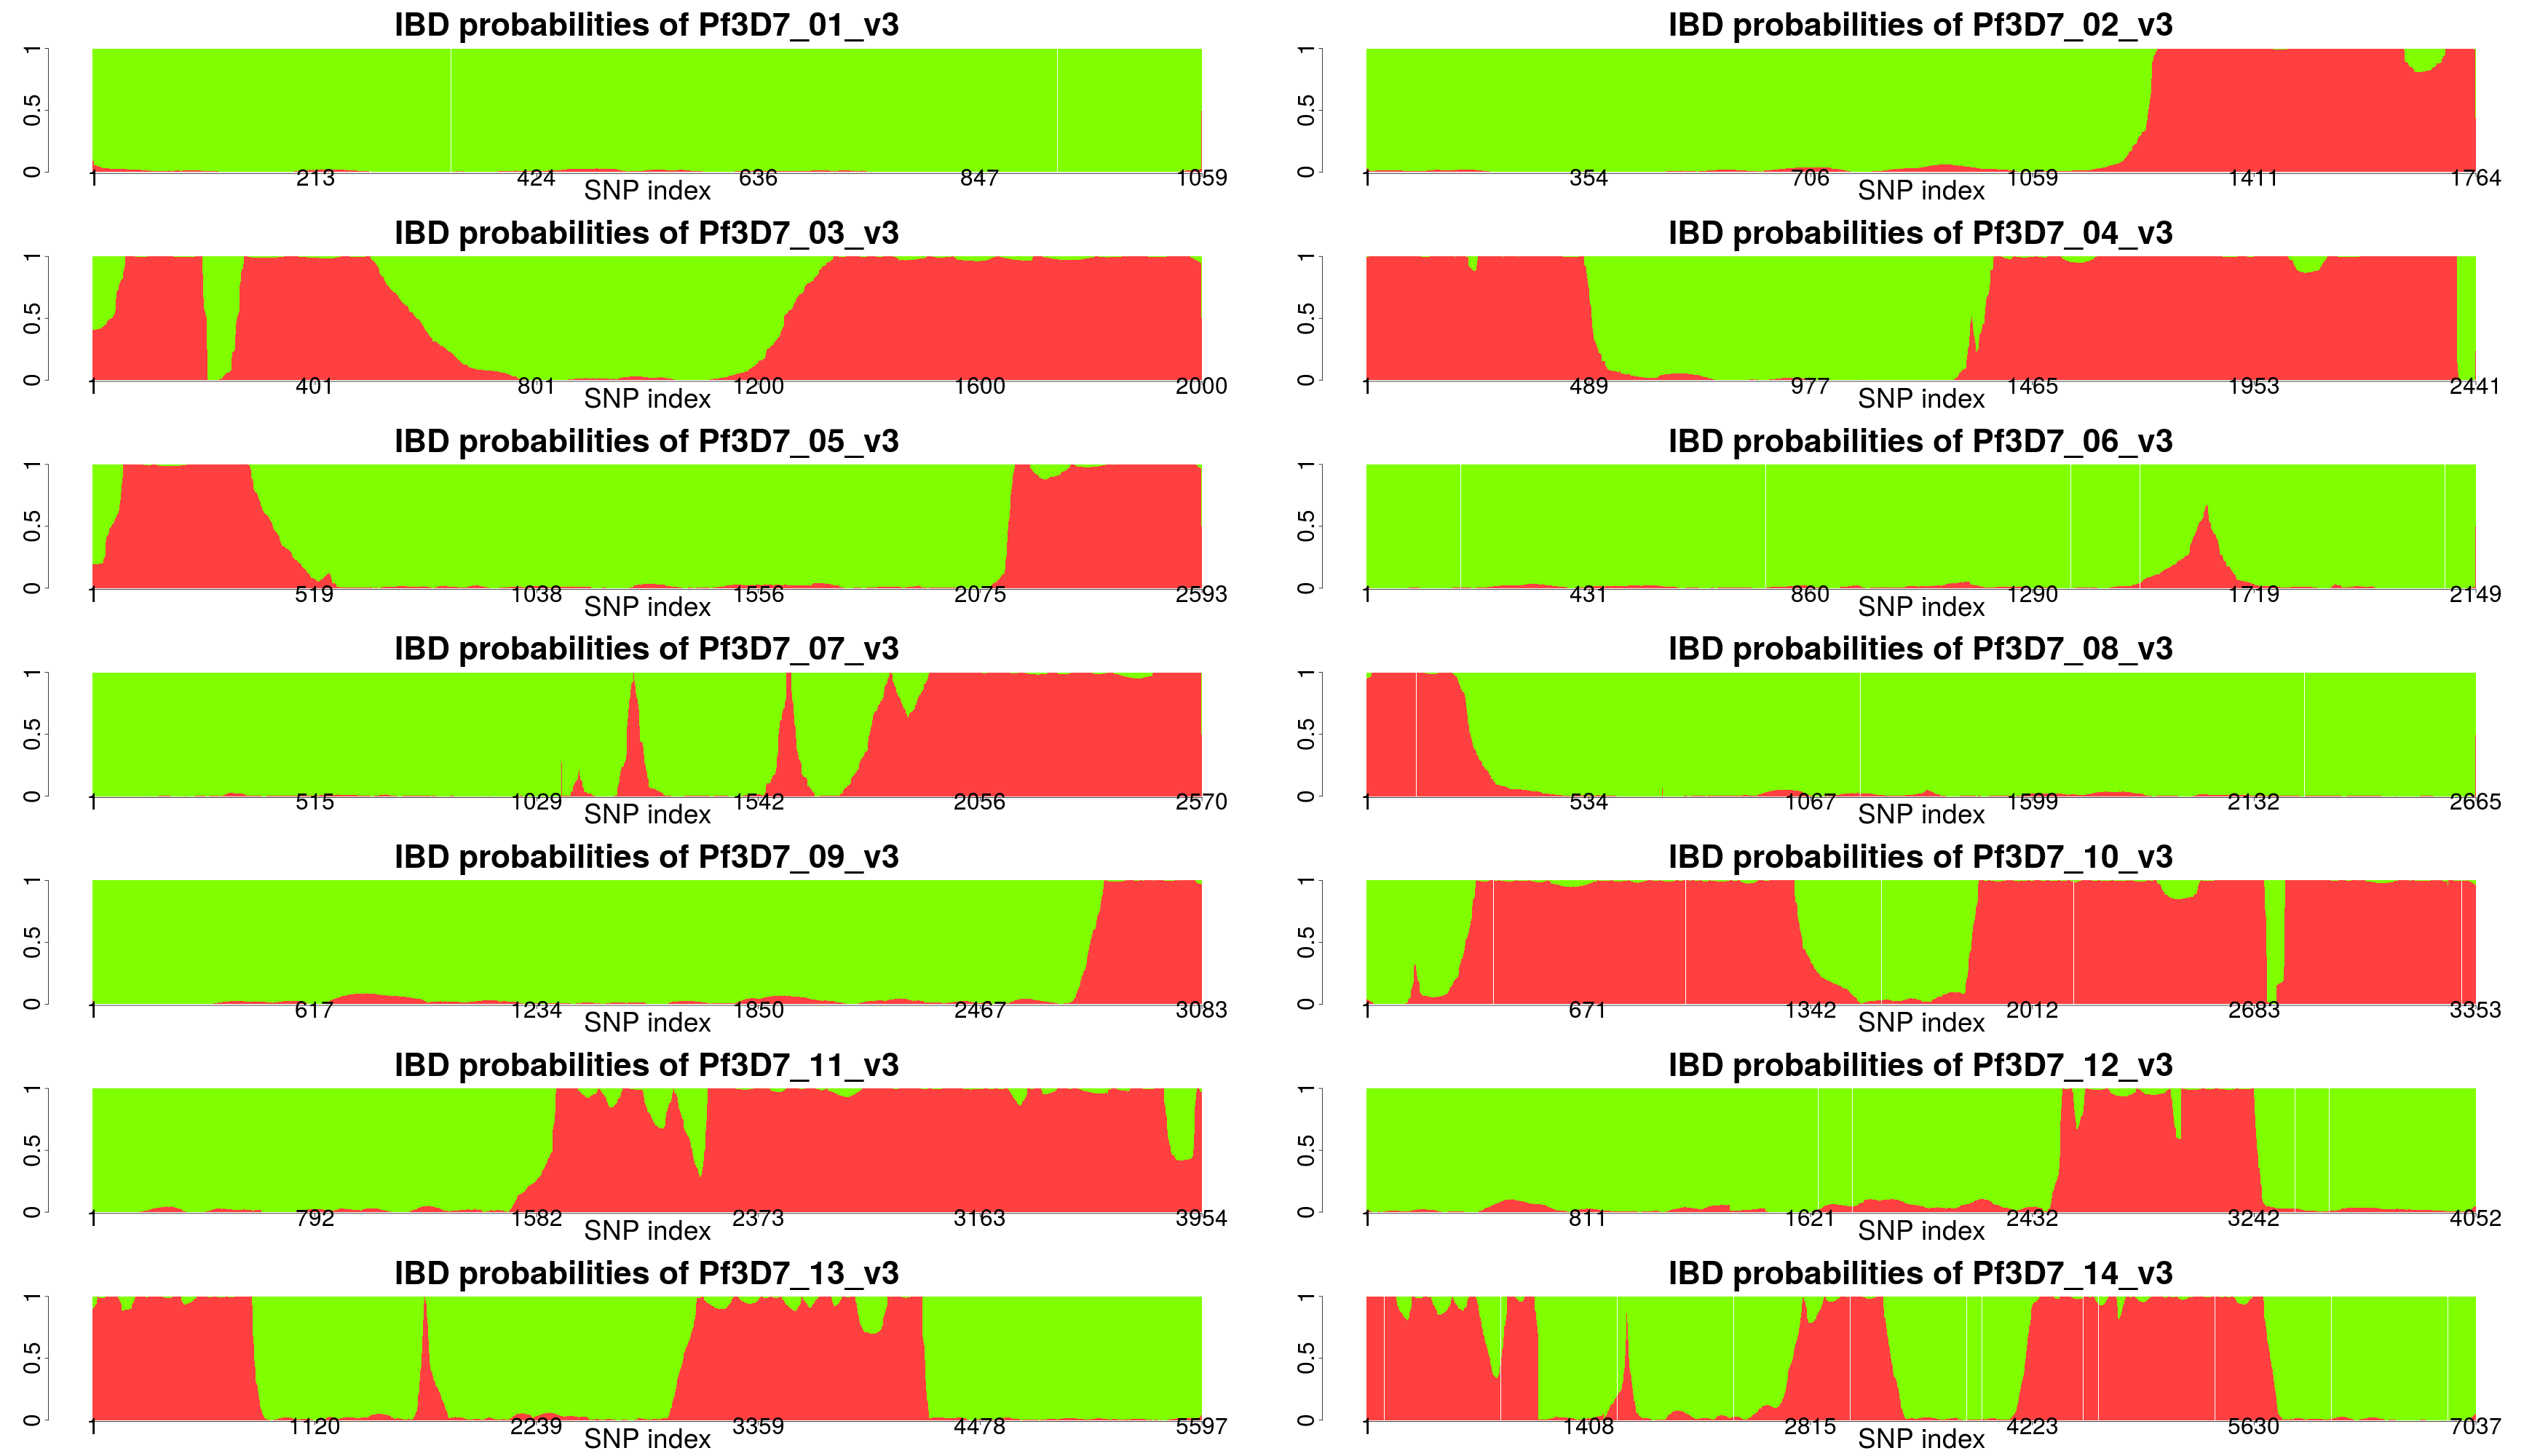 IBD probabilities of Pf3D7_01_v3
0 0.5 1
1 213 424 636 847 1059
SNP index
IBD probabilities of Pf3D7_02_v3
0 0.5 1
1 354 706 1059 1411 1764
SNP index
IBD probabilities of Pf3D7_03_v3
0 0.5 1
1 401 801 1200 1600 2000
SNP index
IBD probabilities of Pf3D7_04_v3
0 0.5 1
1 489 977 1465 1953 2441
SNP index
IBD probabilities of Pf3D7_05_v3
0 0.5 1
1 519 1038 1556 2075 2593
SNP index
IBD probabilities of Pf3D7_06_v3
0 0.5 1
1 431 860 1290 1719 2149
SNP index
IBD probabilities of Pf3D7_07_v3
0 0.5 1
1 515 1029 1542 2056 2570
SNP index
IBD probabilities of Pf3D7_08_v3
0 0.5 1
1 534 1067 1599 2132 2665
SNP index
IBD probabilities of Pf3D7_09_v3
0 0.5 1
1 617 1234 1850 2467 3083
SNP index
IBD probabilities of Pf3D7_10_v3
0 0.5 1
1 671 1342 2012 2683 3353
SNP index
IBD probabilities of Pf3D7_11_v3
0 0.5 1
1 792 1582 2373 3163 3954
SNP index
IBD probabilities of Pf3D7_12_v3
0 0.5 1
1 811 1621 2432 3242 4052
SNP index
IBD probabilities of Pf3D7_13_v3
0 0.5 1
1 1120 2239 3359 4478 5597
SNP index
IBD probabilities of Pf3D7_14_v3
0 0.5 1
1 1408 2815 4223 5630 7037
SNP index